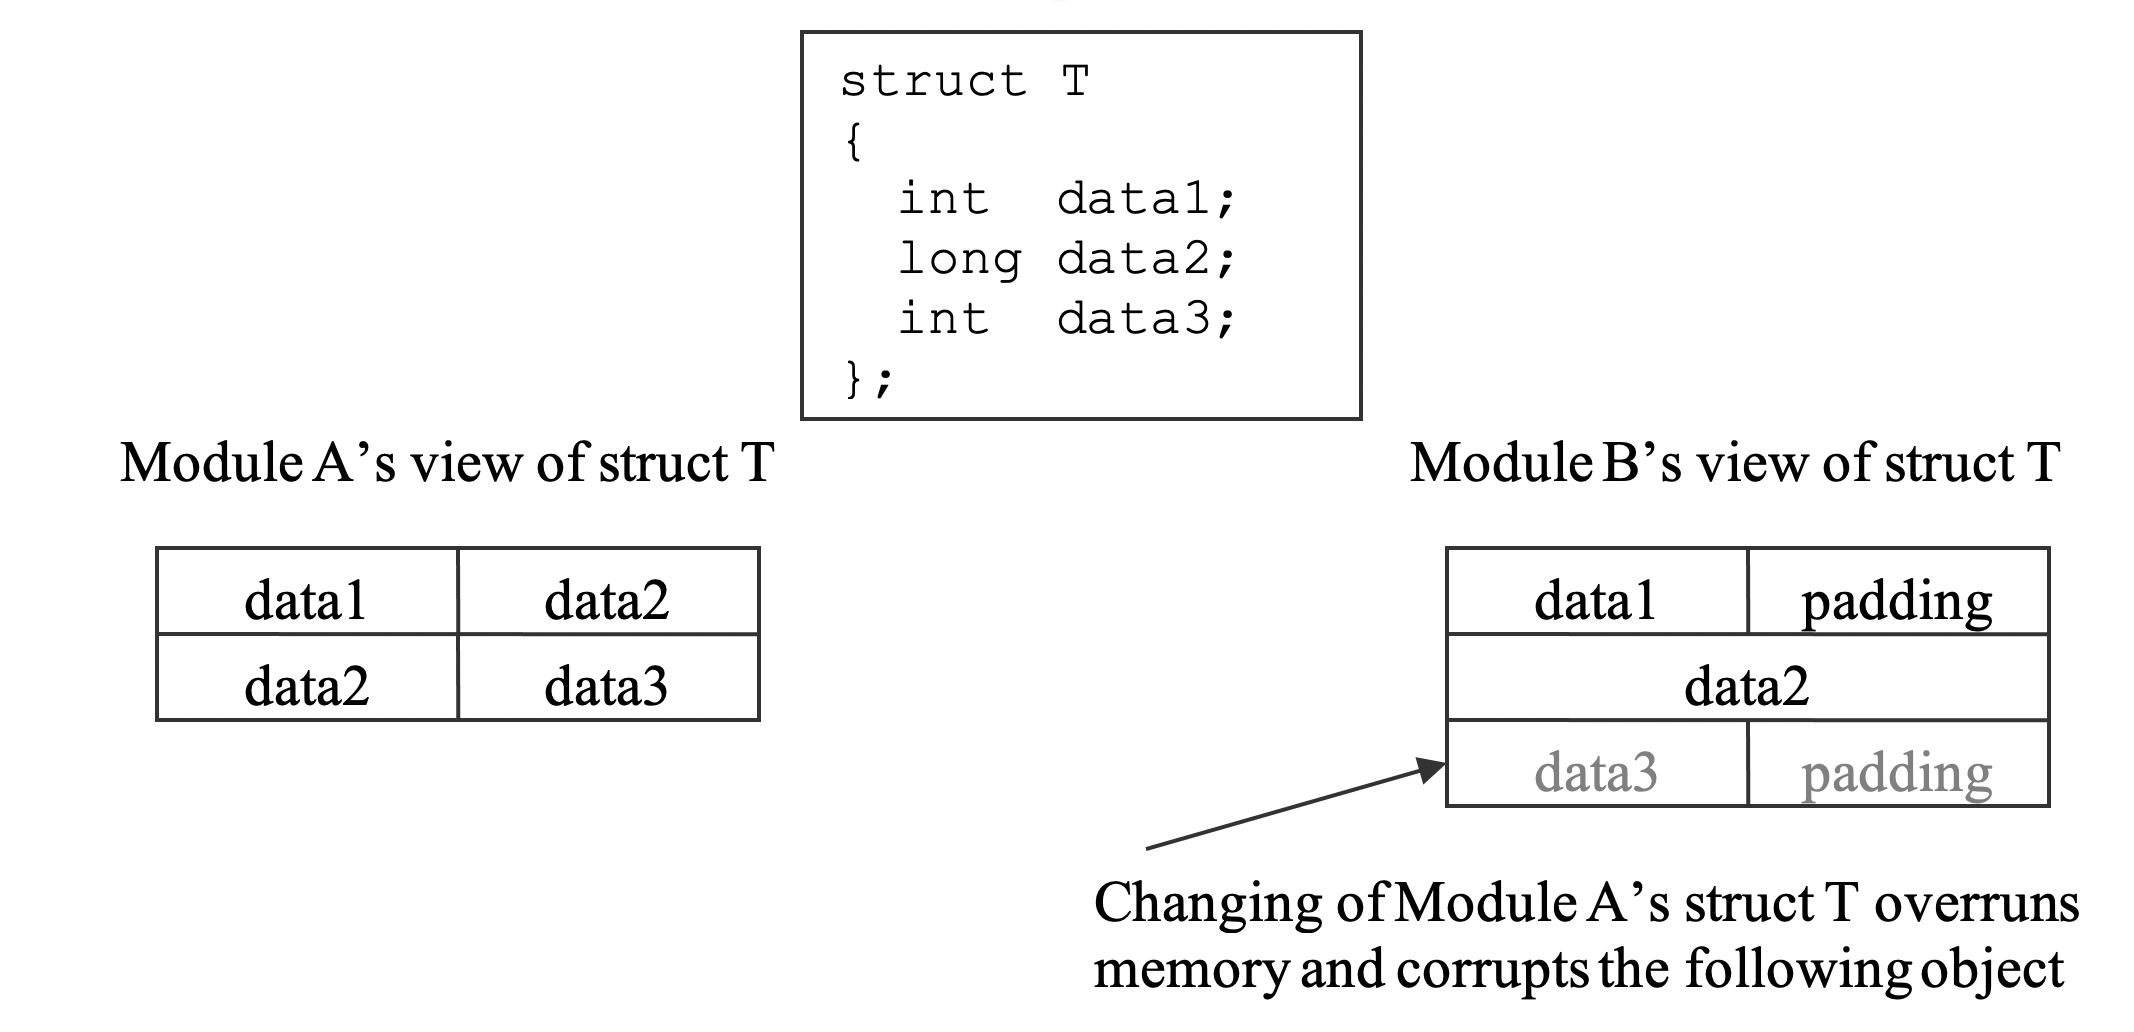 struct T
{
  int  data1;
  long data2;
  int  data3;
};
Module A’s view of struct T
data1 data2
data2 data3
Module B’s view of struct T
data1 padding
data2
data3 padding
Changing of Module A’s struct T overruns
memory and corrupts the following object